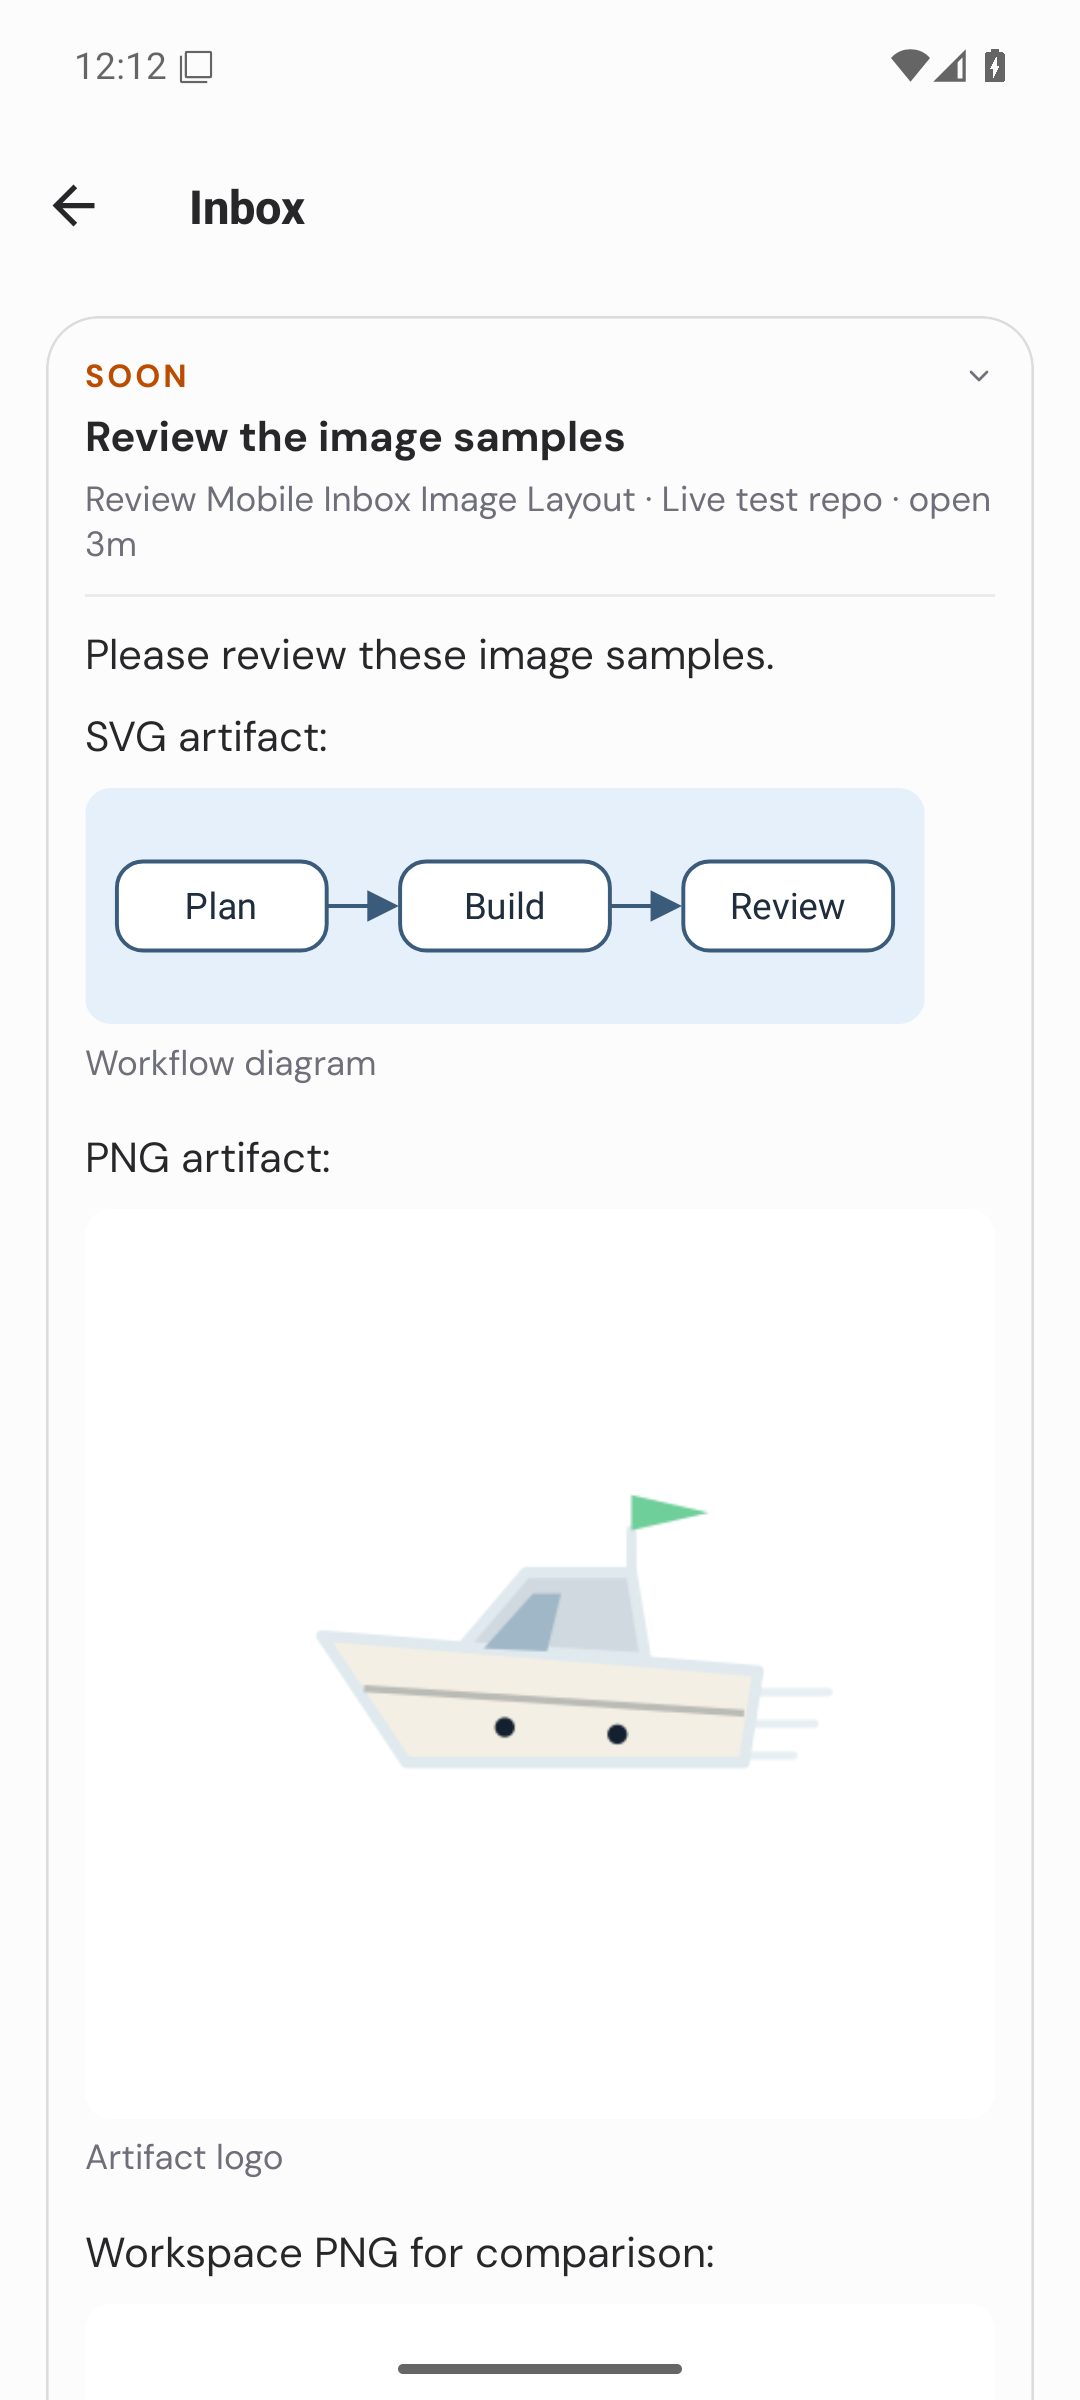 12:12
Inbox
SOON
Review the image samples
Review Mobile Inbox Image Layout · Live test repo · open
3m
Please review these image samples.
SVG artifact:
Plan
Build
Review
Workflow diagram
PNG artifact:
Artifact logo
Workspace PNG for comparison: